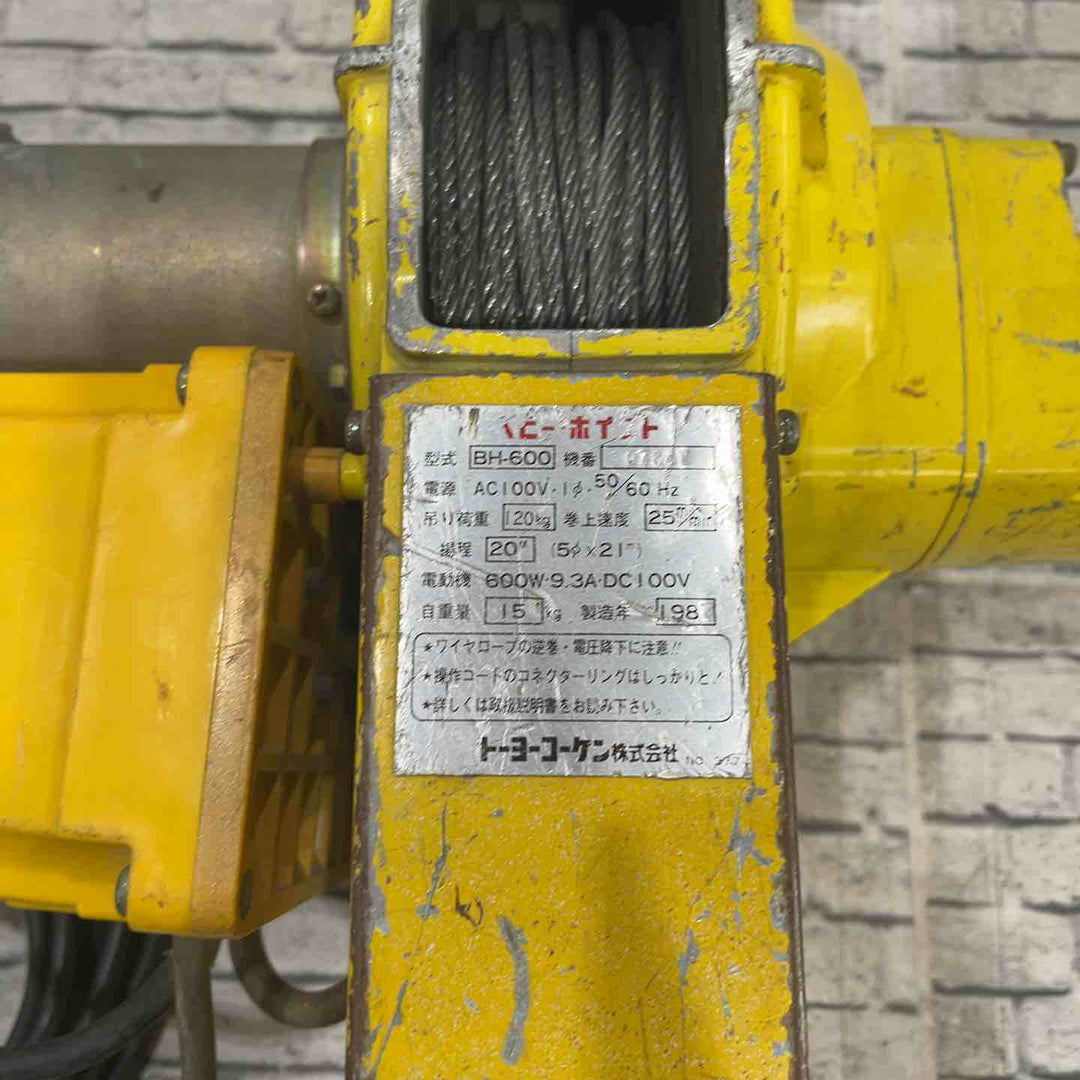 ベビーホイスト
型式 BH-600 機番
電源 AC100V・1φ・50/60Hz
吊り荷重 120kg 巻上速度 25m/min
揚程 20m (5φ×21m)
電動機 600W・9.3A・DC100V
自重量 15kg 製造年 198
★ワイヤロープの逆巻・電圧降下に注意!!
★操作コードのコネクターリングはしっかりと!
★詳しくは取扱説明書をお読み下さい。
トーヨーコーケン株式会社 NO.